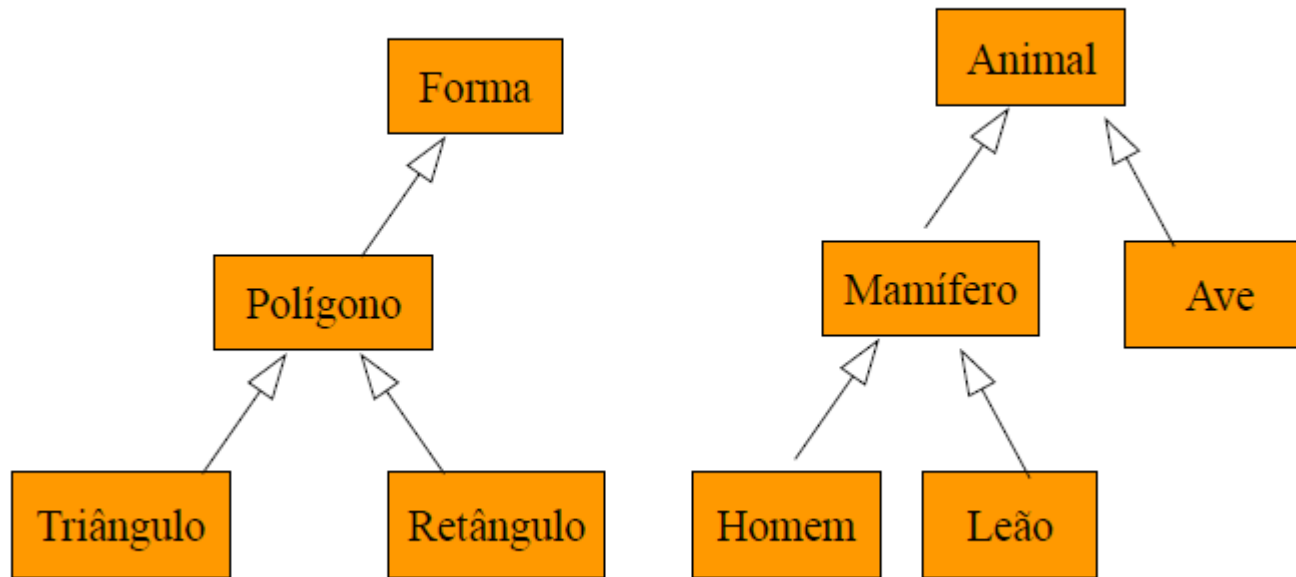 Forma
Polígono
Triângulo
Retângulo
Animal
Mamífero
Ave
Homem
Leão